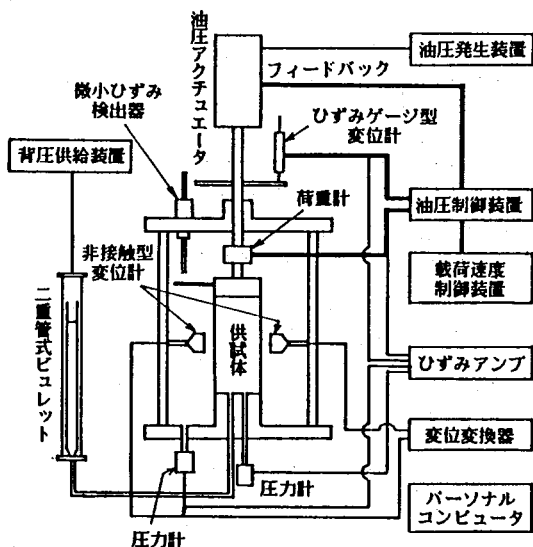 油圧アクチュエータ
油圧発生装置
フィードバック
微小ひずみ
検出器
ひずみゲージ型
変位計
背圧供給装置
荷重計
油圧制御装置
非接触型
変位計
載荷速度
制御装置
二重管式ビュレット
供試体
ひずみアンプ
変位変換器
圧力計
圧力計
パーソナル
コンピュータ